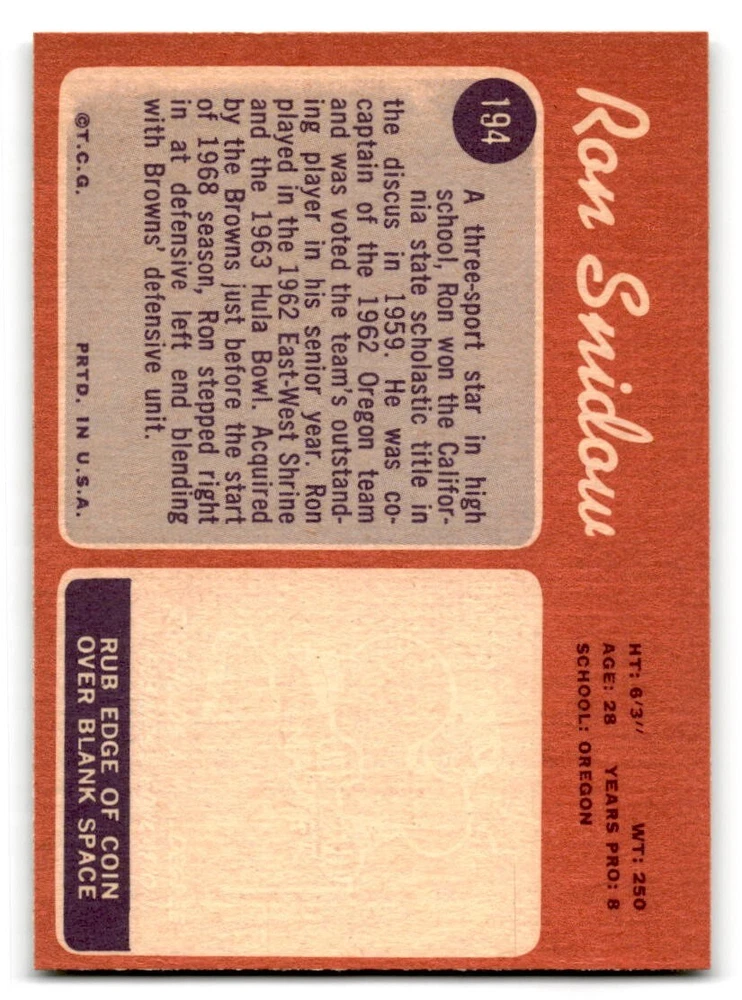 Ron Snidow
HT: 6'3" WT: 250
AGE: 28 YEARS PRO: 8
SCHOOL: OREGON
194
A three-sport star in high
school, Ron won the Califor-
nia state scholastic title in
the discus in 1959. He was co-
captain of the 1962 Oregon team
and was voted the team's outstand-
ing player in his senior year. Ron
played in the 1962 East-West Shrine
and the 1963 Hula Bowl. Acquired
by the Browns just before the start
of 1968 season, Ron stepped right
in at defensive left end blending
with Browns' defensive unit.
©T.C.G. PRTD. IN U.S.A.
RUB EDGE OF COIN
OVER BLANK SPACE